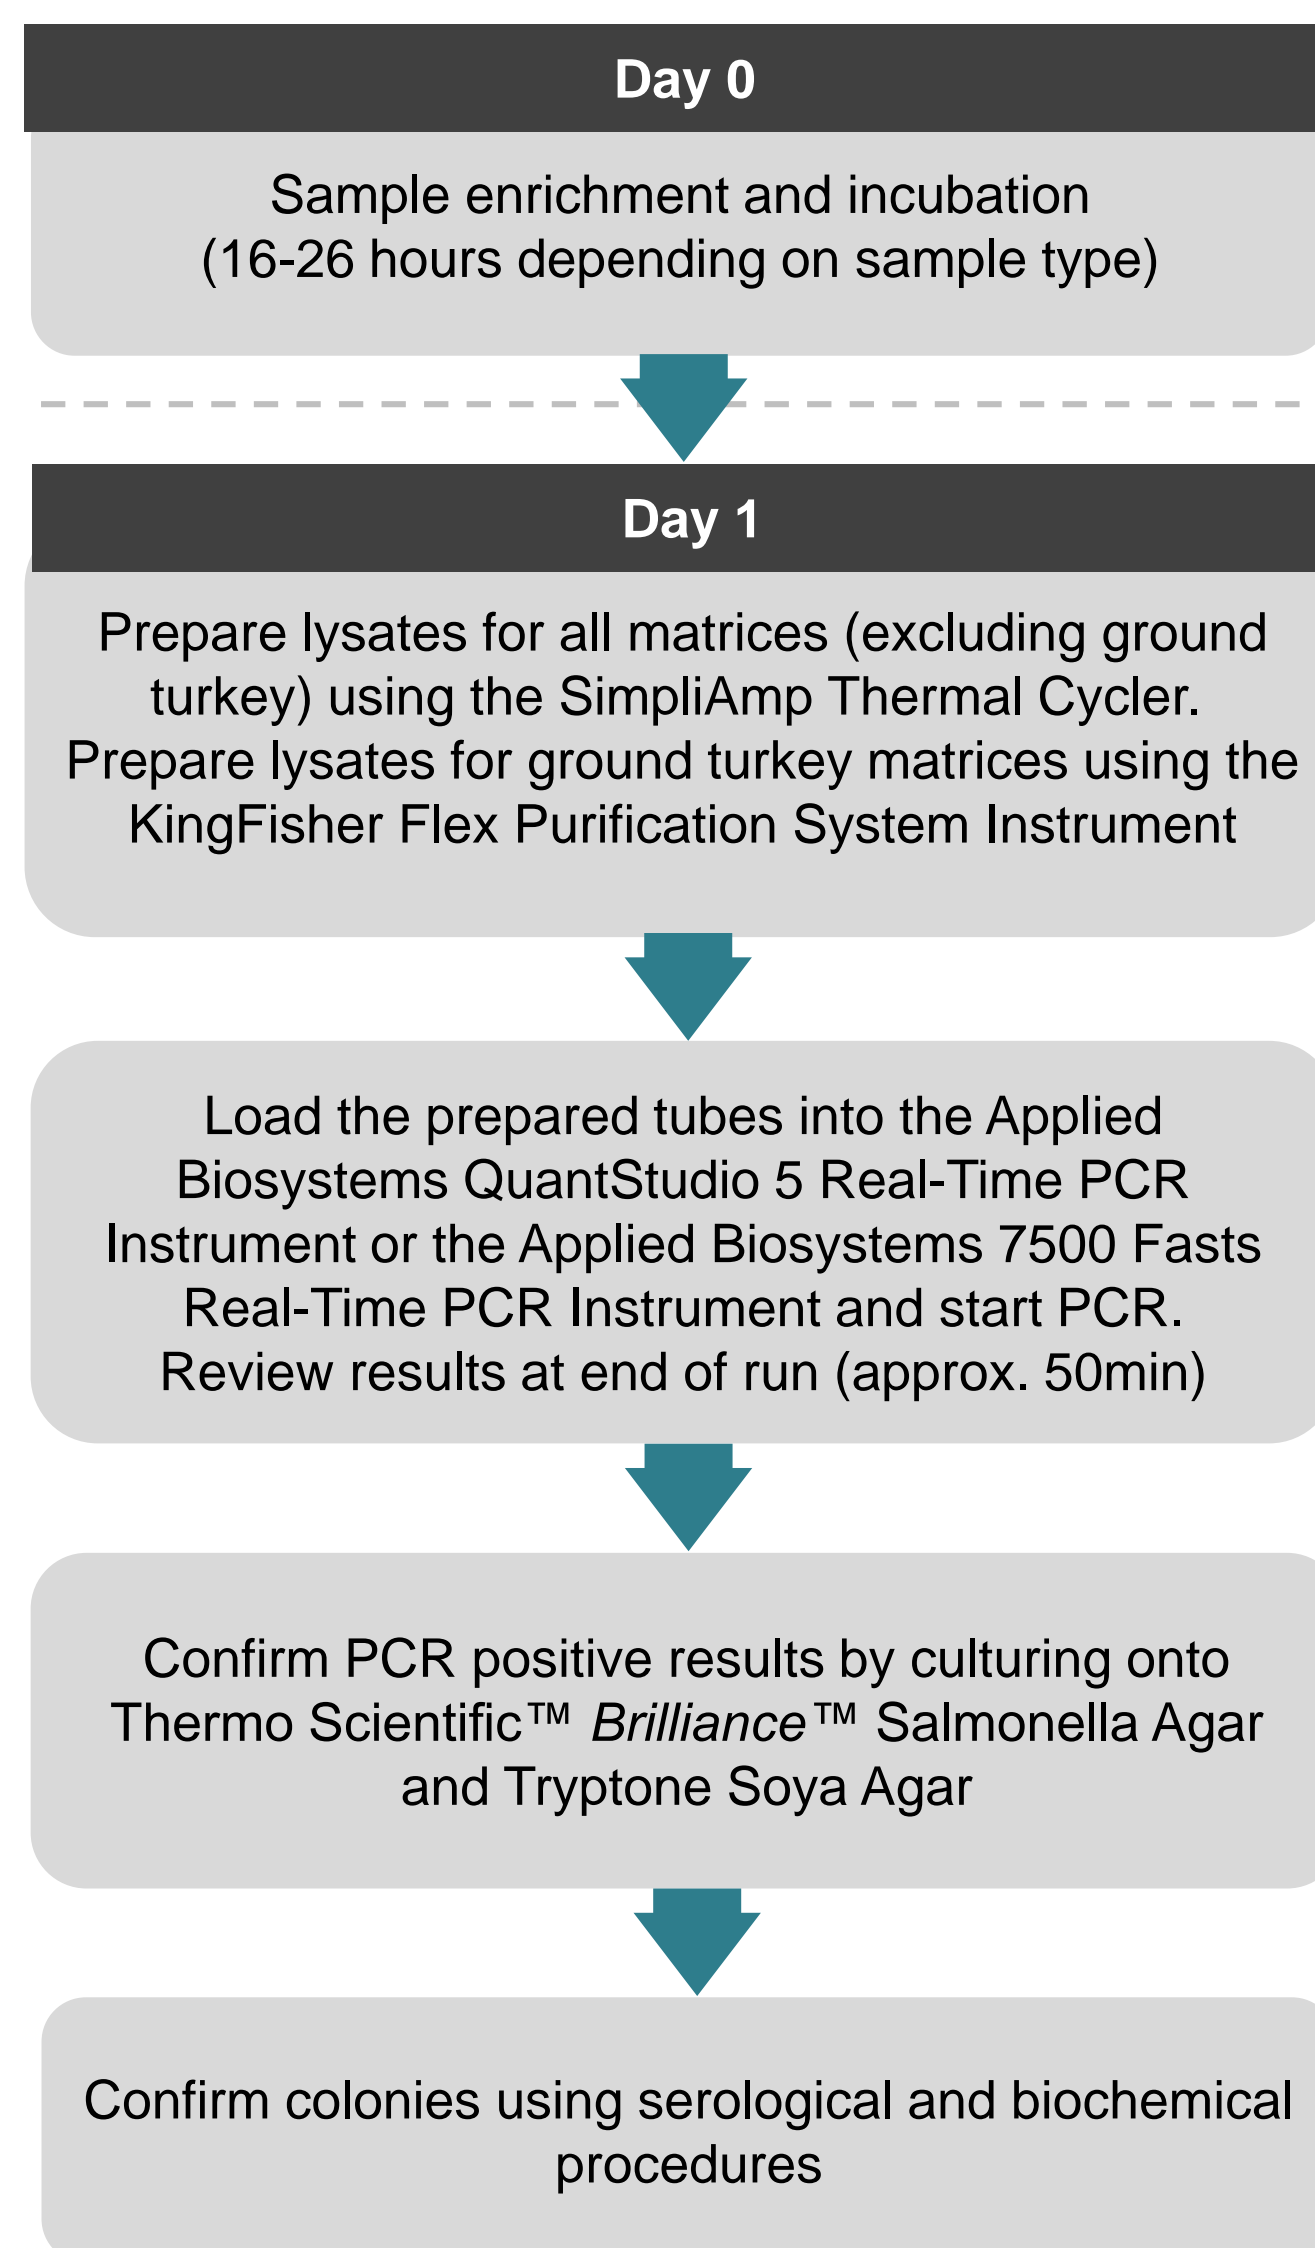 Day 0
Sample enrichment and incubation
(16-26 hours depending on sample type)
Day 1
Prepare lysates for all matrices (excluding ground
turkey) using the SimpliAmp Thermal Cycler.
Prepare lysates for ground turkey matrices using the
KingFisher Flex Purification System Instrument
Load the prepared tubes into the Applied
Biosystems QuantStudio 5 Real-Time PCR
Instrument or the Applied Biosystems 7500 Fasts
Real-Time PCR Instrument and start PCR.
Review results at end of run (approx. 50min)
Confirm PCR positive results by culturing onto
Thermo Scientific™ Brilliance™ Salmonella Agar
and Tryptone Soya Agar
Confirm colonies using serological and biochemical
procedures